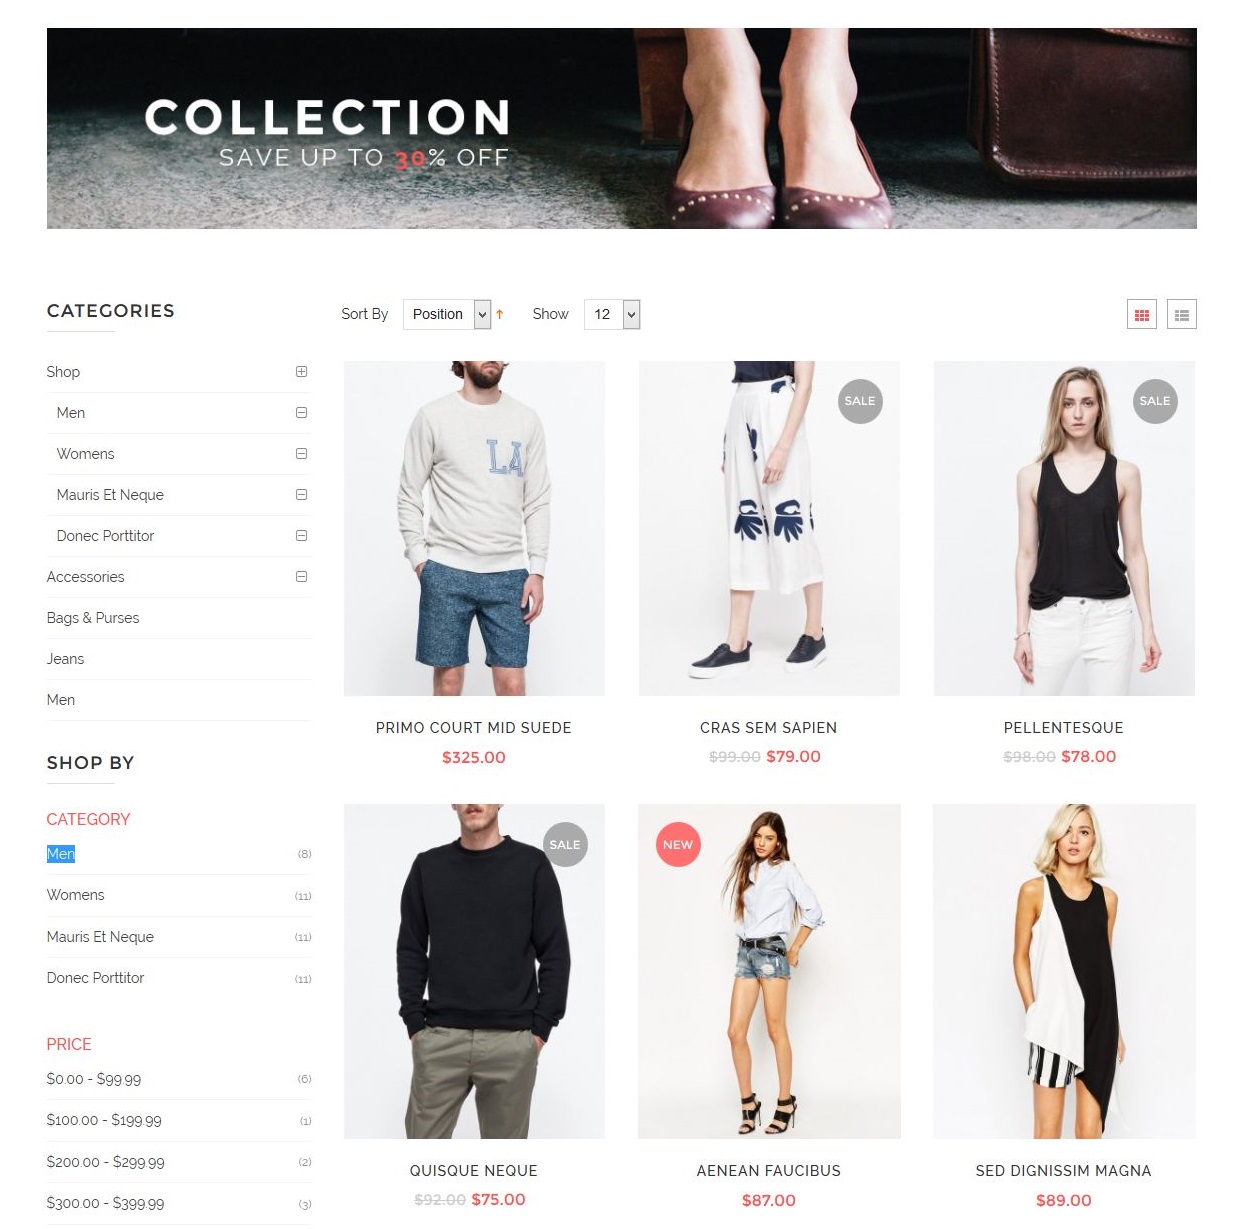 COLLECTION
SAVE UP TO 30% OFF
CATEGORIES
Shop
Men
Womens
Mauris Et Neque
Donec Porttitor
Accessories
Bags & Purses
Jeans
Men
SHOP BY
CATEGORY
Men (8)
Womens (11)
Mauris Et Neque (11)
Donec Porttitor (11)
PRICE
$0.00 - $99.99 (6)
$100.00 - $199.99 (1)
$200.00 - $299.99 (2)
$300.00 - $399.99 (3)
Sort By Position Show 12
LA
SALE
SALE
PRIMO COURT MID SUEDE
$325.00
CRAS SEM SAPIEN
$99.00 $79.00
PELLENTESQUE
$98.00 $78.00
SALE
NEW
QUISQUE NEQUE
$92.00 $75.00
AENEAN FAUCIBUS
$87.00
SED DIGNISSIM MAGNA
$89.00